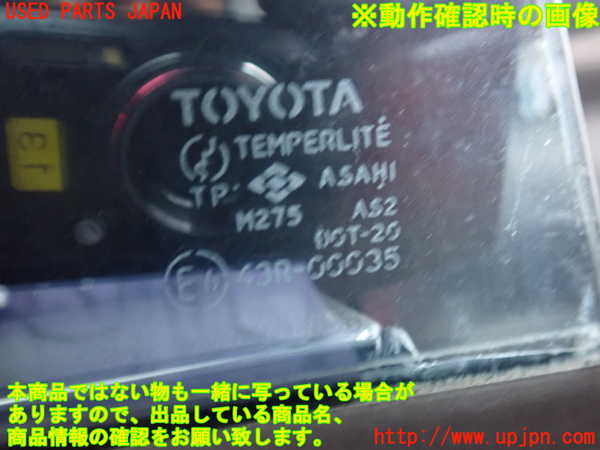 USED PARTS JAPAN
※動作確認時の画像
TOYOTA
TEMPERLITE
TP ASAHI
M275 AS2
DOT-20
43R-00035
本商品ではない物も一緒に写っている場合が
ありますので、出品している商品名、
商品情報の確認をお願い致します。
http://www.upjpn.com